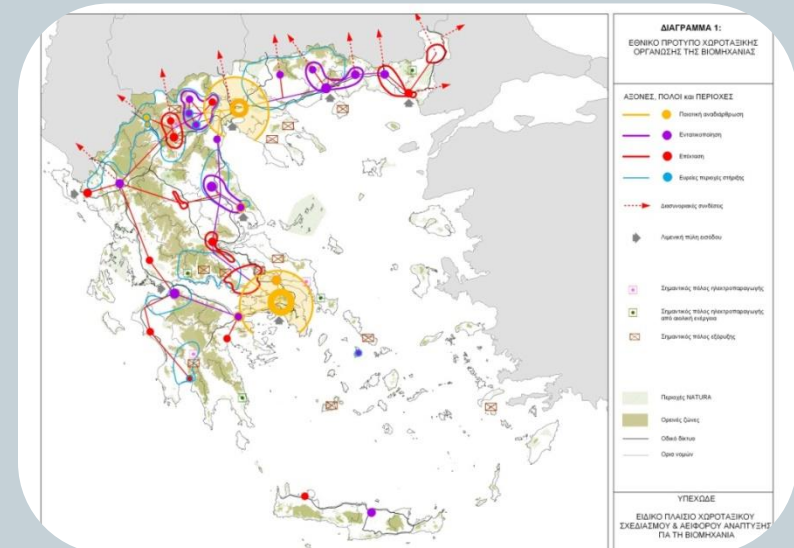 ΔΙΑΓΡΑΜΜΑ 1:
ΕΘΝΙΚΟ ΠΡΟΤΥΠΟ ΧΩΡΟΤΑΞΙΚΗΣ
ΟΡΓΑΝΩΣΗΣ ΤΗΣ ΒΙΟΜΗΧΑΝΙΑΣ
ΑΞΟΝΕΣ, ΠΟΛΟΙ και ΠΕΡΙΟΧΕΣ
Ποιοτική αναδιάρθρωση
Εντατικοποίηση
Επέκταση
Ευρείες περιοχές στήριξης
Διασυνοριακές συνδέσεις
Λιμενική πύλη εισόδου
Σημαντικός πόλος ηλεκτροπαραγωγής
Σημαντικός πόλος ηλεκτροπαραγωγής
από αιολική ενέργεια
Σημαντικός πόλος εξόρυξης
Περιοχές NATURA
Ορεινές ζώνες
Οδικό δίκτυο
Όρια νομών
ΥΠΕΧΩΔΕ
ΕΙΔΙΚΟ ΠΛΑΙΣΙΟ ΧΩΡΟΤΑΞΙΚΟΥ
ΣΧΕΔΙΑΣΜΟΥ & ΑΕΙΦΟΡΟΥ ΑΝΑΠΤΥΞΗΣ
ΓΙΑ ΤΗ ΒΙΟΜΗΧΑΝΙΑ